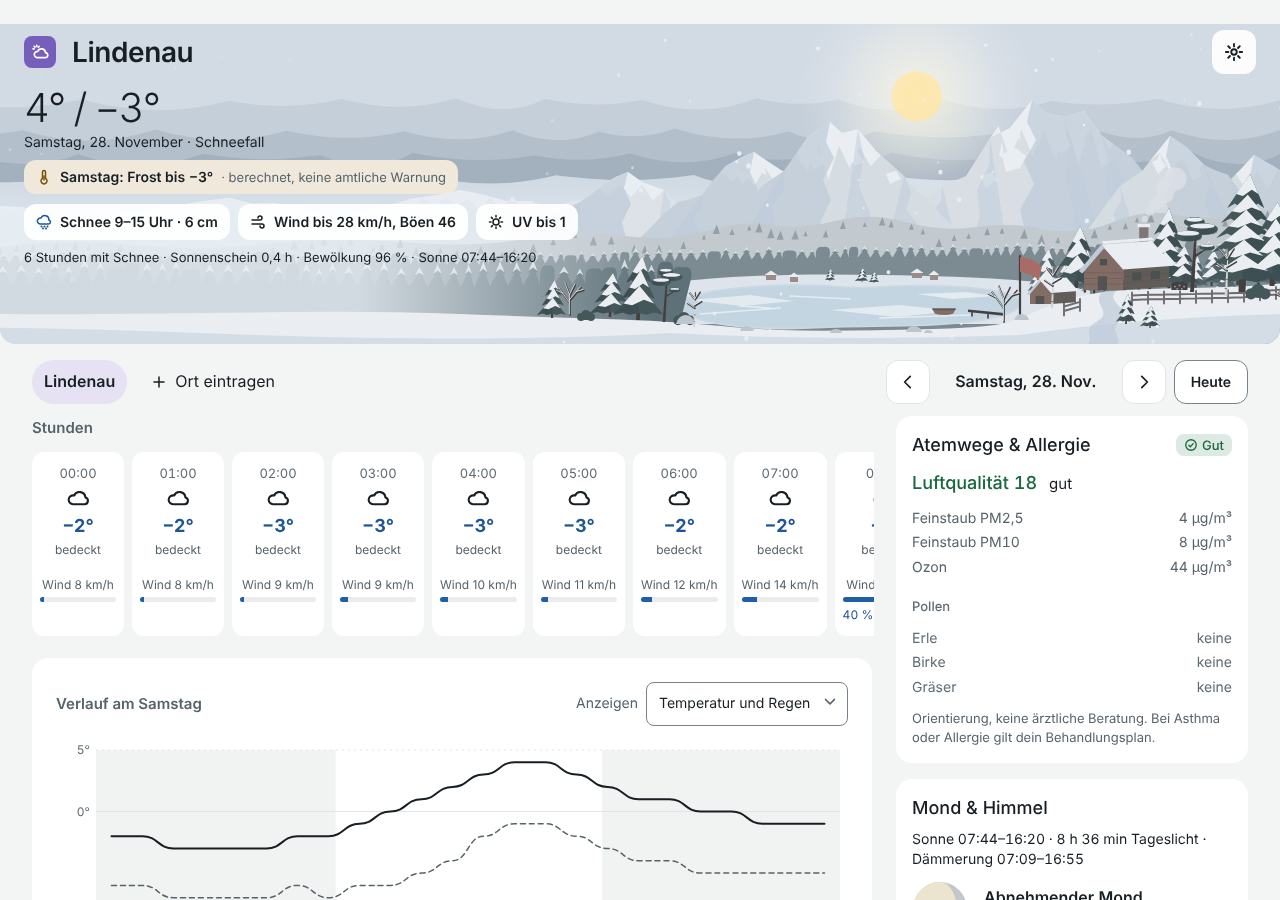 Lindenau
4° / −3°
Samstag, 28. November · Schneefall
Samstag: Frost bis −3° · berechnet, keine amtliche Warnung
Schnee 9–15 Uhr · 6 cm
Wind bis 28 km/h, Böen 46
UV bis 1
6 Stunden mit Schnee · Sonnenschein 0,4 h · Bewölkung 96 % · Sonne 07:44–16:20
Lindenau
Ort eintragen
Samstag, 28. Nov.
Heute
Stunden
00:00
−2°
bedeckt
Wind 8 km/h
01:00
−2°
bedeckt
Wind 8 km/h
02:00
−3°
bedeckt
Wind 9 km/h
03:00
−3°
bedeckt
Wind 9 km/h
04:00
−3°
bedeckt
Wind 10 km/h
05:00
−3°
bedeckt
Wind 11 km/h
06:00
−2°
bedeckt
Wind 12 km/h
07:00
−2°
bedeckt
Wind 14 km/h
Wind
40 %
Verlauf am Samstag
Anzeigen
Temperatur und Regen
5°
0°
Atemwege & Allergie
Gut
Luftqualität 18 gut
Feinstaub PM2,5 4 µg/m³
Feinstaub PM10 8 µg/m³
Ozon 44 µg/m³
Pollen
Erle keine
Birke keine
Gräser keine
Orientierung, keine ärztliche Beratung. Bei Asthma
oder Allergie gilt dein Behandlungsplan.
Mond & Himmel
Sonne 07:44–16:20 · 8 h 36 min Tageslicht ·
Dämmerung 07:09–16:55
Abnehmender Mond